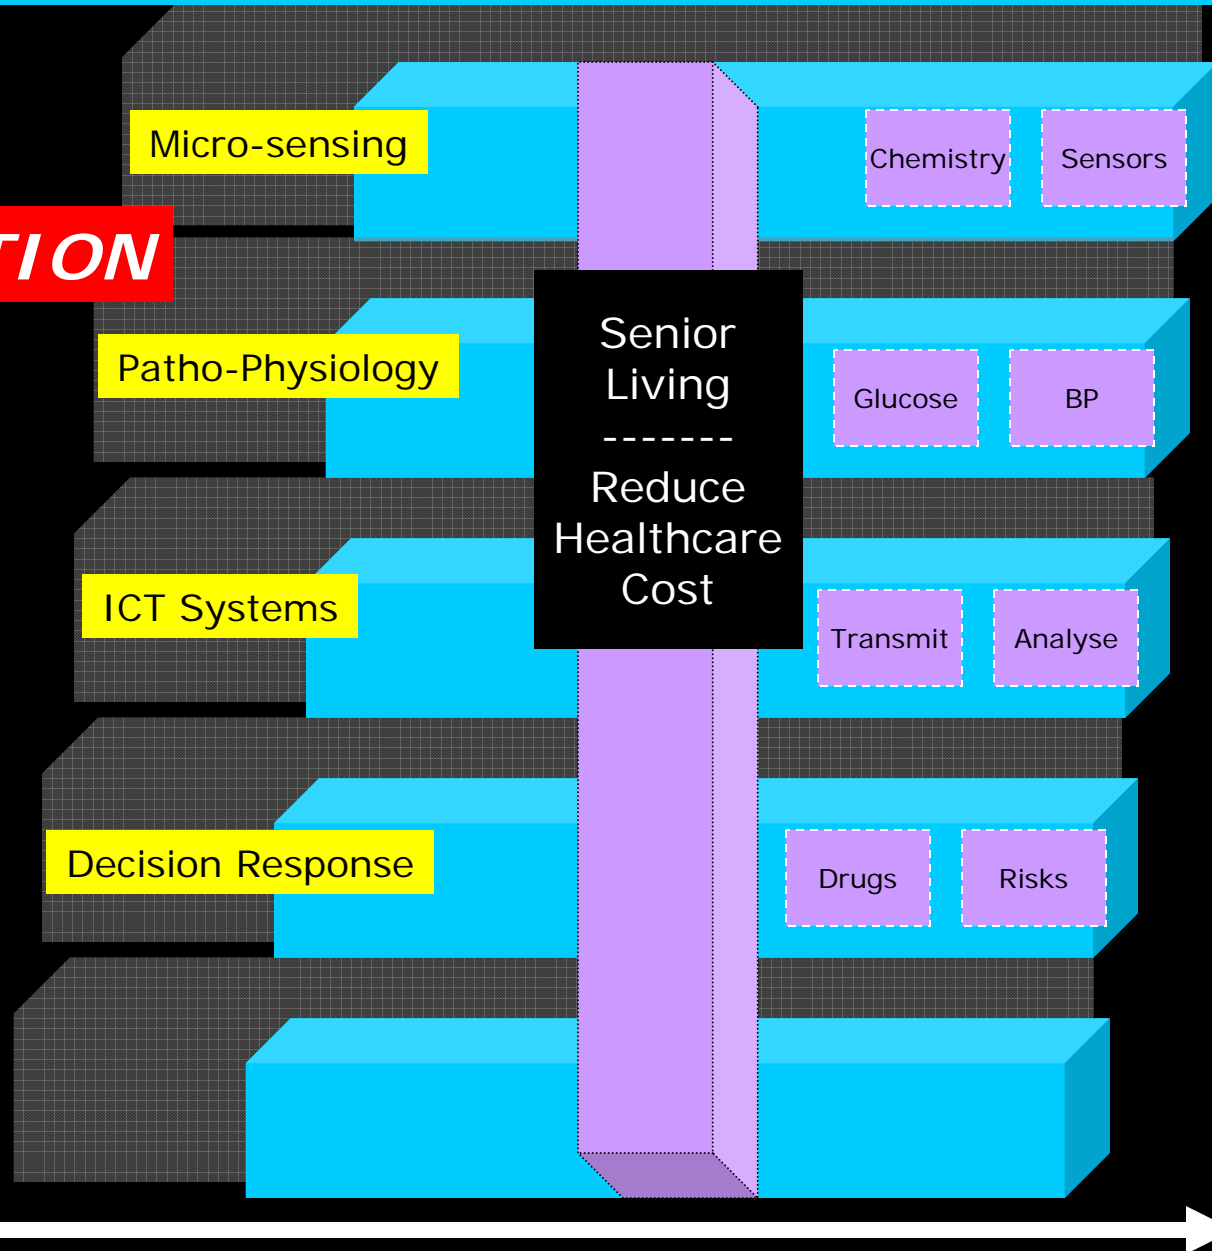 Micro-sensing
Chemistry
Sensors
TION
Patho-Physiology
Senior
Living
-------
Reduce
Healthcare
Cost
Glucose
BP
ICT Systems
Transmit
Analyse
Decision Response
Drugs
Risks